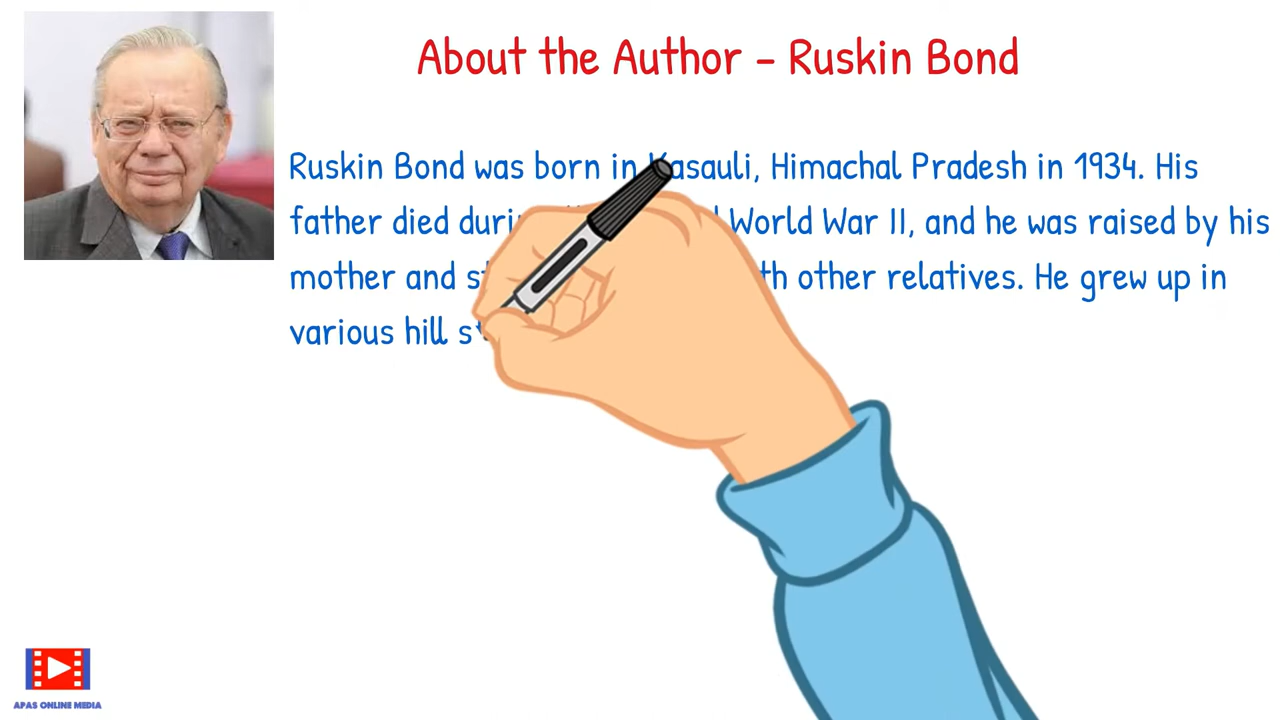 About the Author - Ruskin Bond
Ruskin Bond was born in Kasauli, Himachal Pradesh in 1934. His
father died World War II, and he was raised by his
mother and other relatives. He grew up in
various hill
APAS ONLINE MEDIA